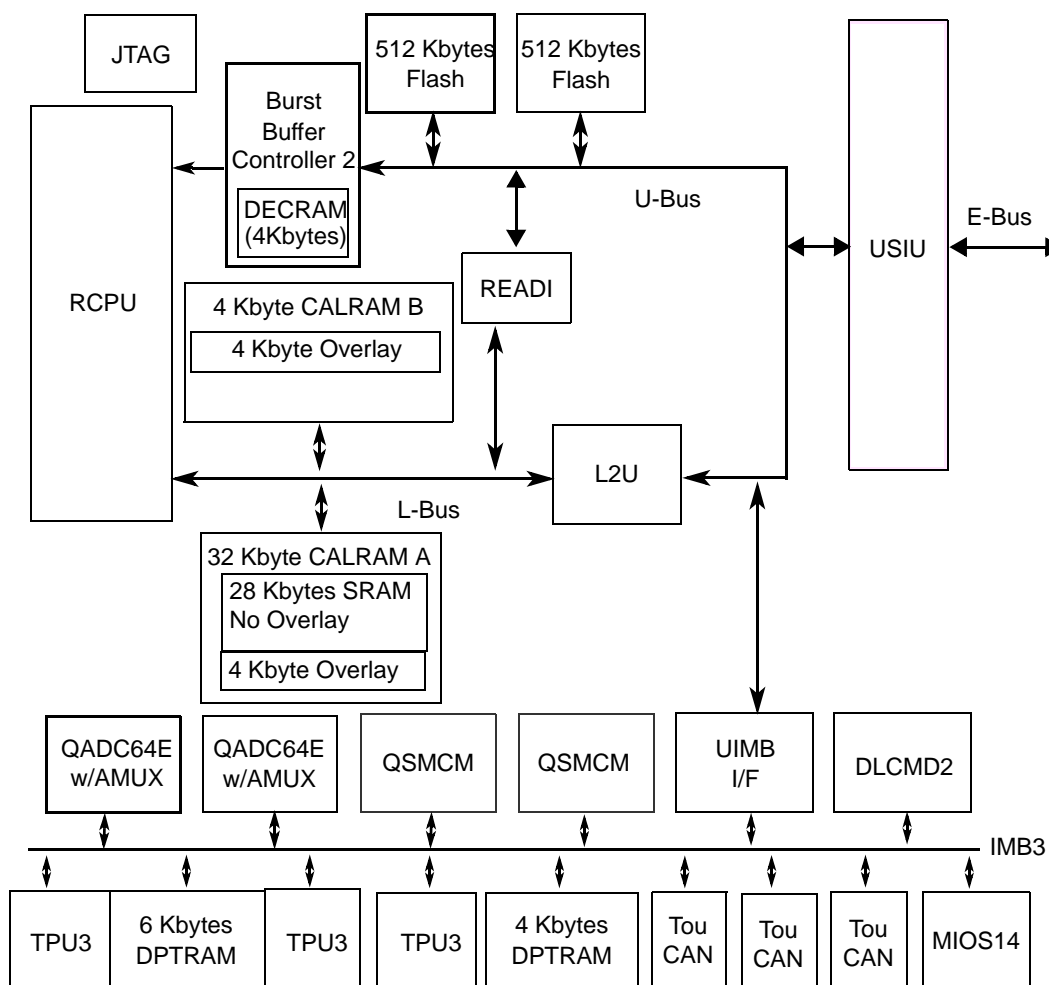 JTAG
512 Kbytes
Flash
512 Kbytes
Flash
Burst
Buffer
Controller 2
DECRAM
(4Kbytes)
U-Bus
E-Bus
USIU
RCPU
READI
4 Kbyte CALRAM B
4 Kbyte Overlay
L2U
L-Bus
32 Kbyte CALRAM A
28 Kbytes SRAM
No Overlay
4 Kbyte Overlay
QADC64E
w/AMUX
QADC64E
w/AMUX
QSMCM
QSMCM
UIMB
I/F
DLCMD2
IMB3
TPU3
6 Kbytes
DPTRAM
TPU3
TPU3
4 Kbytes
DPTRAM
Tou
CAN
Tou
CAN
Tou
CAN
MIOS14